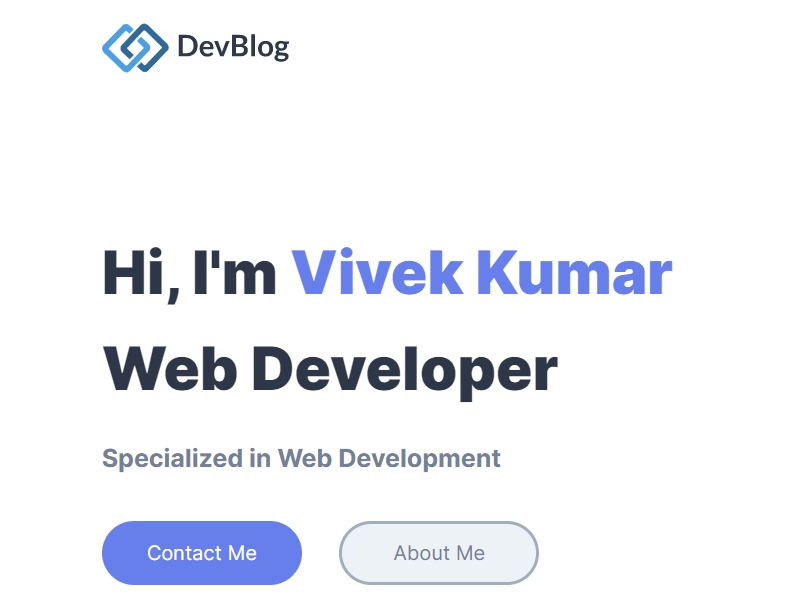 DevBlog
Hi, I'm Vivek Kumar
Web Developer
Specialized in Web Development
Contact Me
About Me